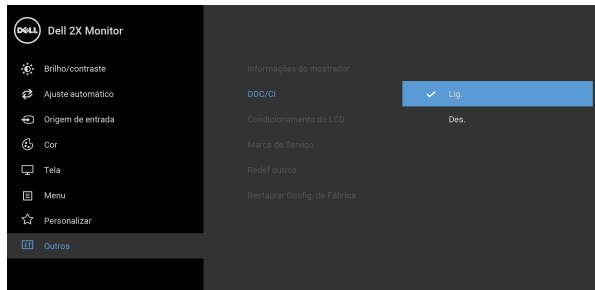 DELL Dell 2X Monitor
Brilho/contraste
Ajuste automático
Origem de entrada
Cor
Tela
Menu
Personalizar
Outros
Informações do mostrador
DDC/CI
Condicionamento do LCD
Marca de Serviço
Redef outros
Restaurar Config. de Fábrica
Lig.
Des.